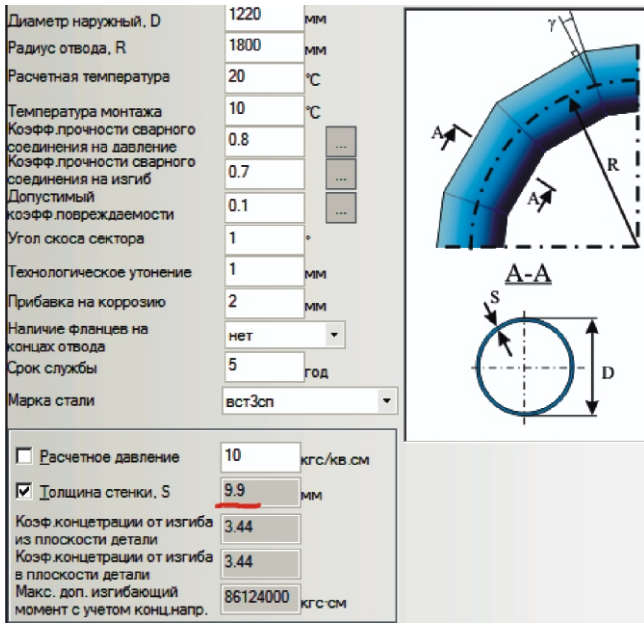 Диаметр наружный, D 1220 мм
Радиус отвода, R 1800 мм
Расчетная температура 20 °C
Температура монтажа 10 °C
Коэфф.прочности сварного
соединения на давление 0.8 ...
Коэфф.прочности сварного
соединения на изгиб 0.7 ...
Допустимый
коэфф.повреждаемости 0.1 ...
Угол скоса сектора 1 °
Технологическое утонение 1 мм
Прибавка на коррозию 2 мм
Наличие фланцев на
концах отвода нет
Срок службы 5 год
Марка стали вст3сп
Расчетное давление 10 кгс/кв.см
Толщина стенки, S 9.9 мм
Коэф.концетрации от изгиба
из плоскости детали 3.44
Коэф.концетрации от изгиба
в плоскости детали 3.44
Макс. доп. изгибающий
момент с учетом конц.напр. 86124000 кгс·см
γ
A
R
A
A-A
S
D